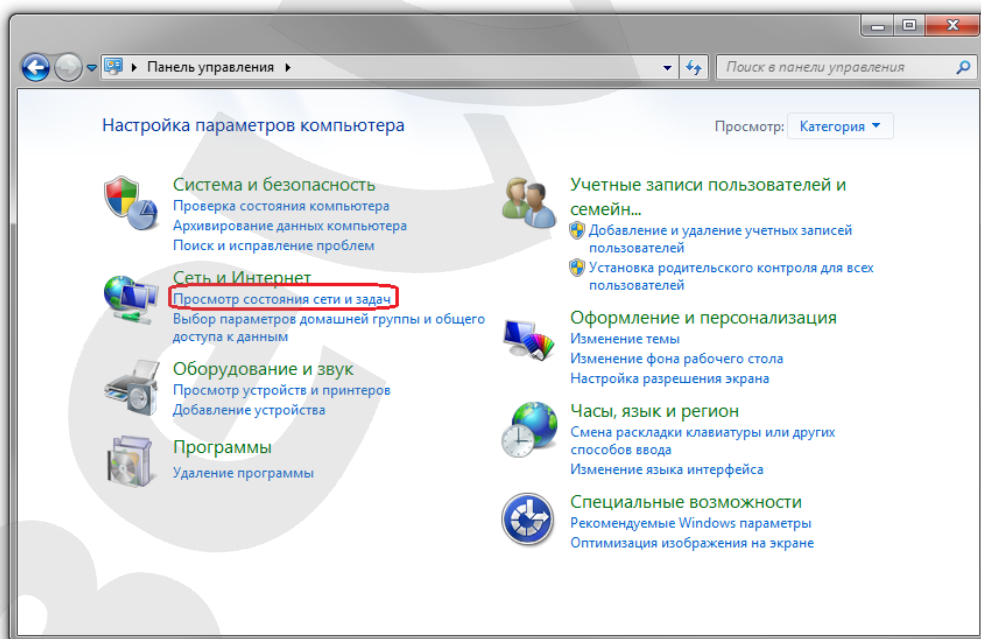 Панель управления
Поиск в панели управления
Настройка параметров компьютера
Просмотр: Категория
Система и безопасность
Проверка состояния компьютера
Архивирование данных компьютера
Поиск и исправление проблем
Сеть и Интернет
Просмотр состояния сети и задач
Выбор параметров домашней группы и общего
доступа к данным
Оборудование и звук
Просмотр устройств и принтеров
Добавление устройства
Программы
Удаление программы
Учетные записи пользователей и
семейн...
Добавление и удаление учетных записей
пользователей
Установка родительского контроля для всех
пользователей
Оформление и персонализация
Изменение темы
Изменение фона рабочего стола
Настройка разрешения экрана
Часы, язык и регион
Смена раскладки клавиатуры или других
способов ввода
Изменение языка интерфейса
Специальные возможности
Рекомендуемые Windows параметры
Оптимизация изображения на экране